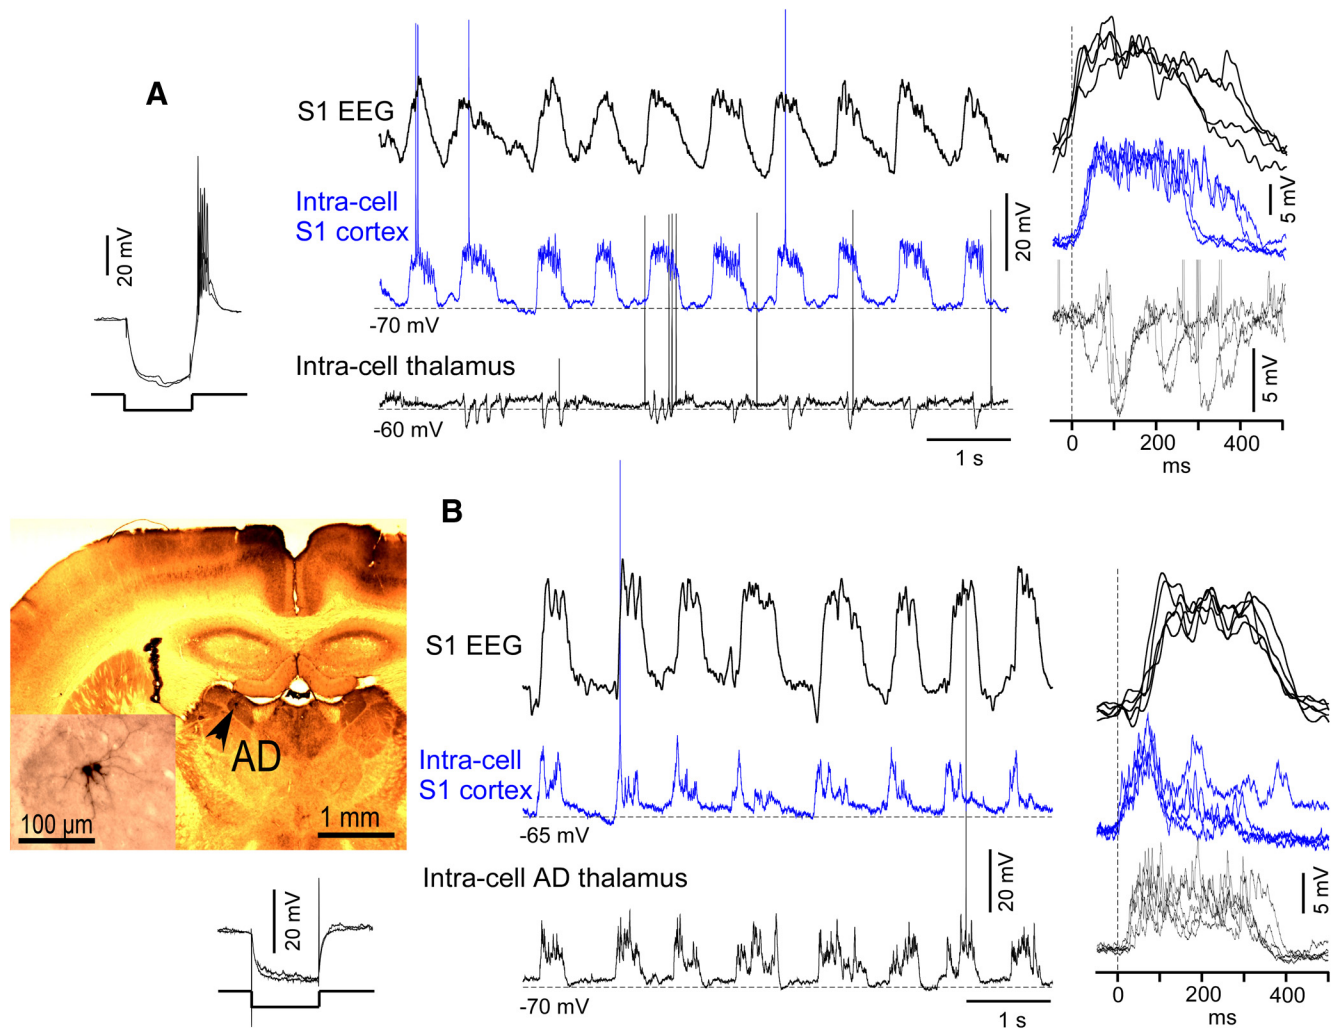 A
S1 EEG
Intra-cell
S1 cortex
20 mV
20 mV
5 mV
-70 mV
Intra-cell thalamus
5 mV
-60 mV
1 s
0 200 400
ms
B
S1 EEG
AD
100 µm
1 mm
Intra-cell
S1 cortex
-65 mV
Intra-cell AD thalamus
20 mV
20 mV
5 mV
-70 mV
1 s
0 200 400
ms